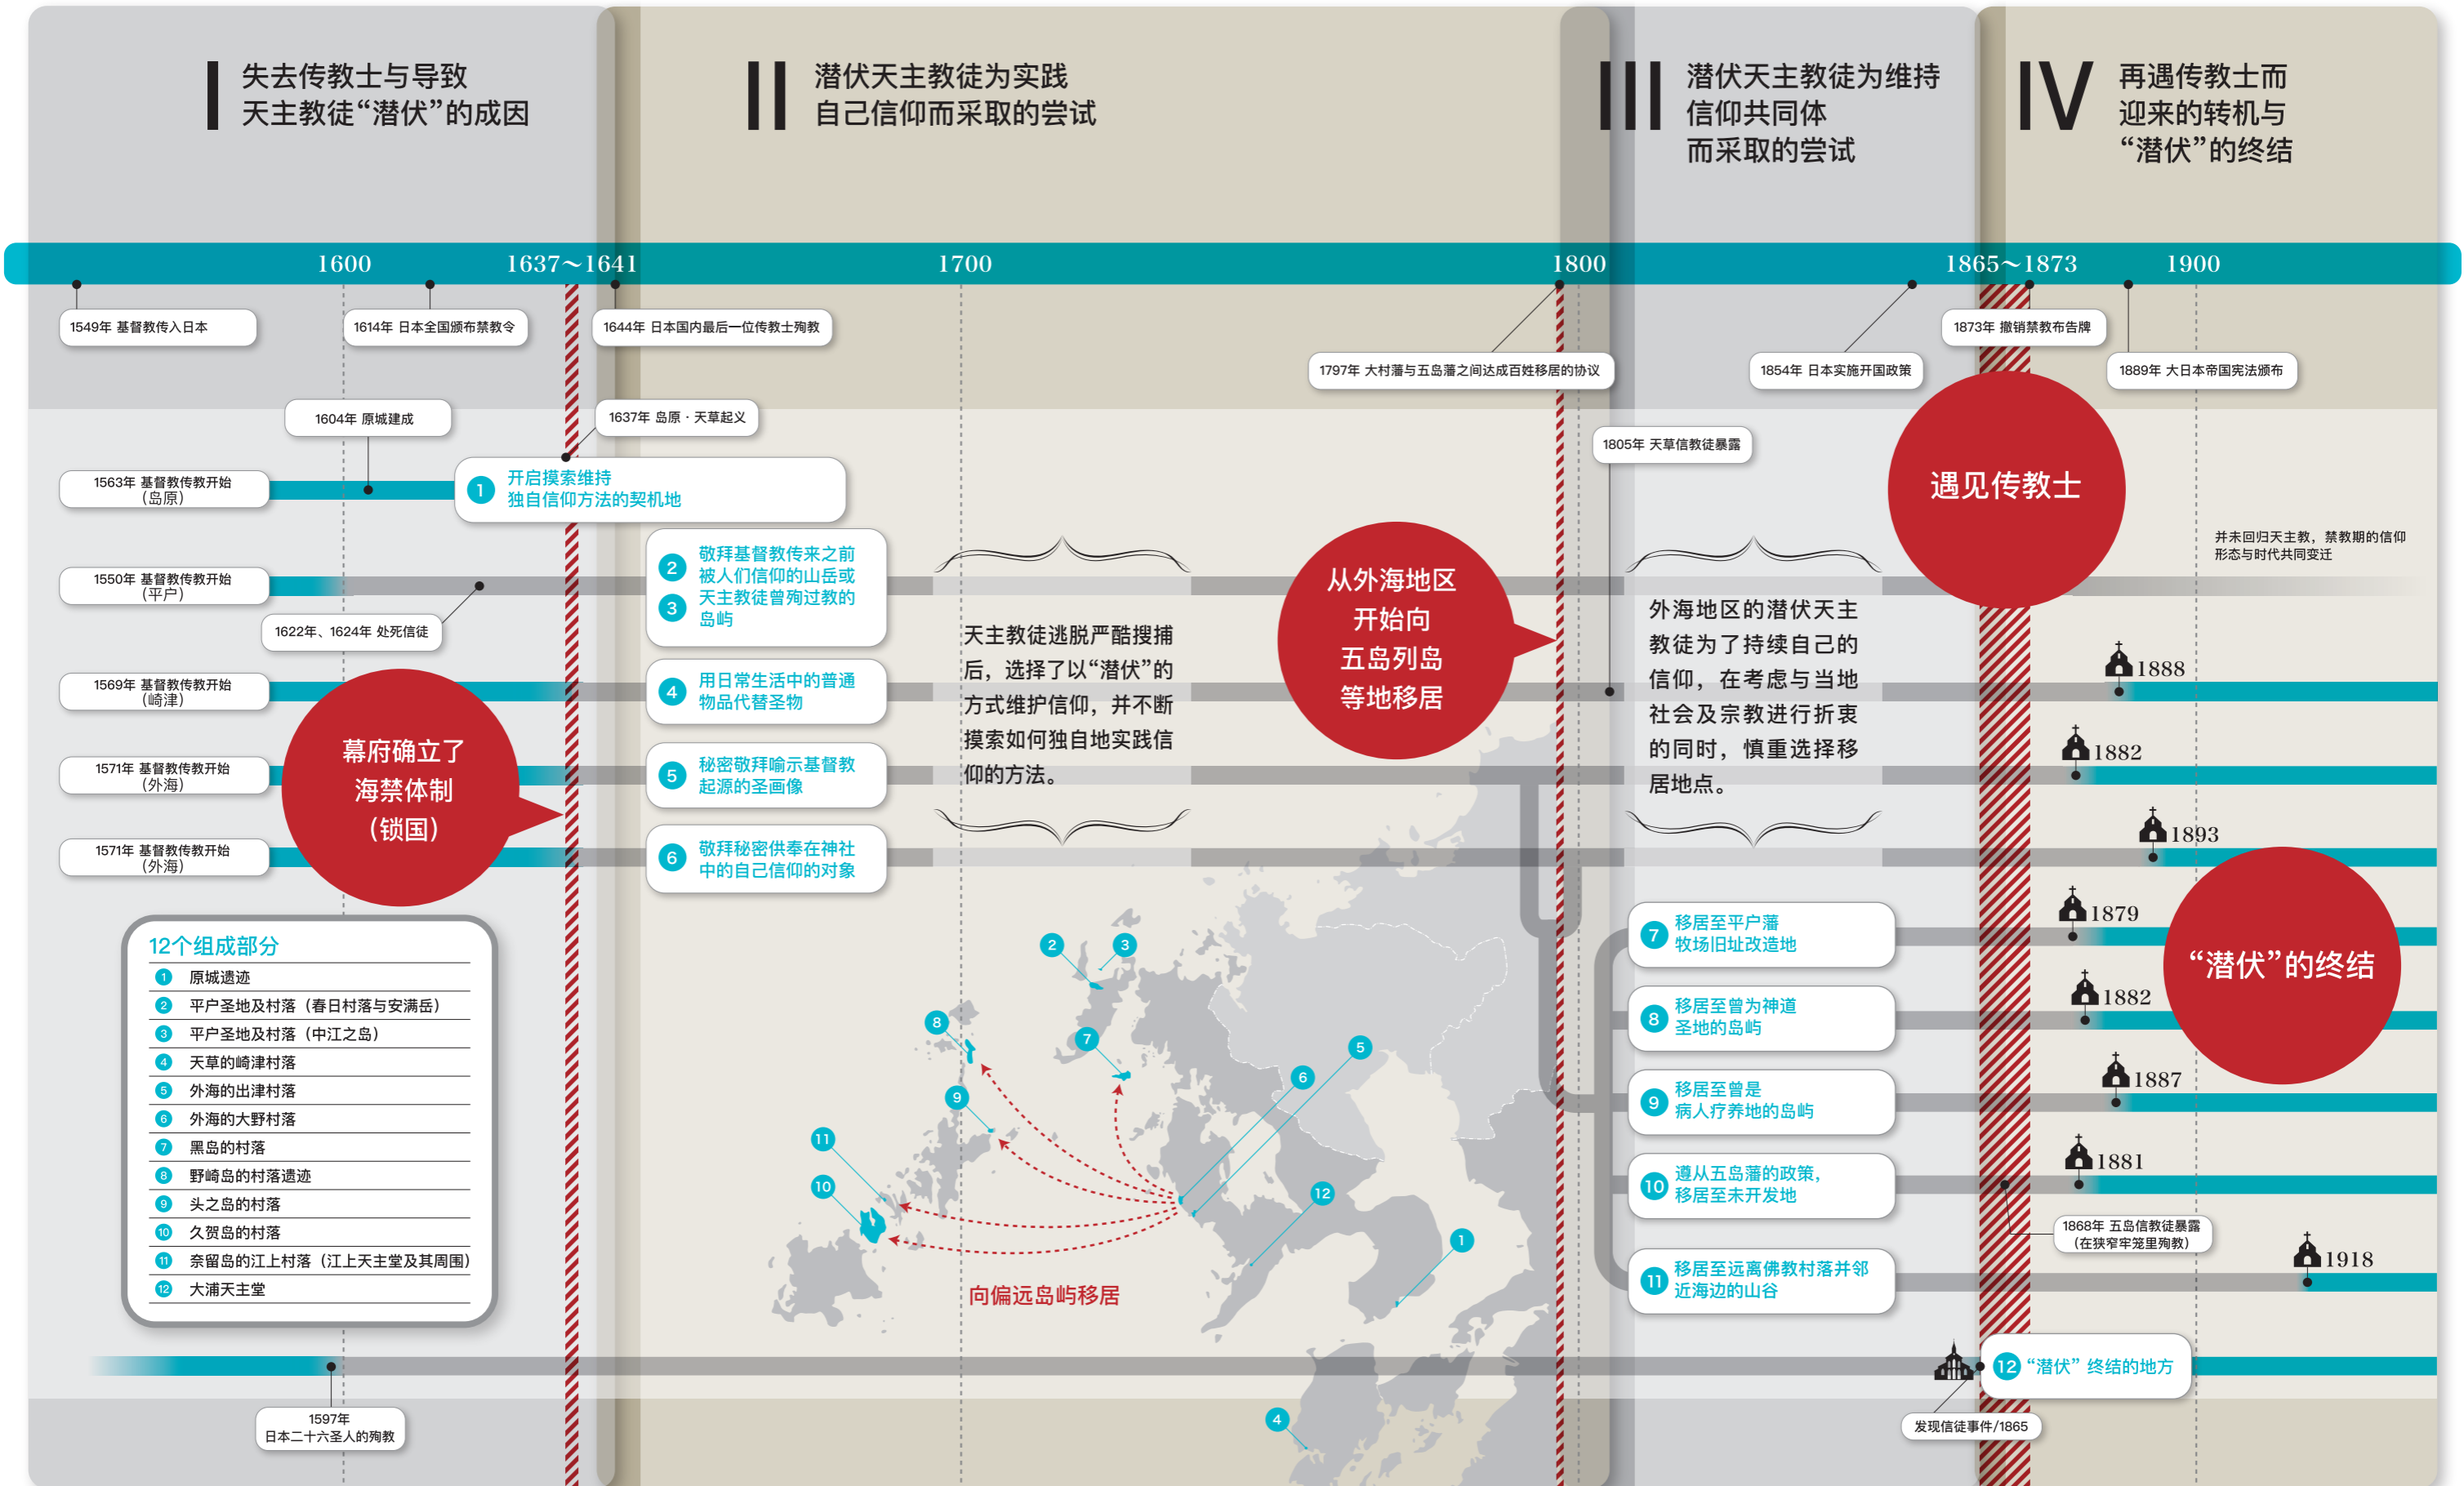 I
失去传教士与导致
天主教徒“潜伏”的成因
II
潜伏天主教徒为实践
自己信仰而采取的尝试
III
潜伏天主教徒为维持
信仰共同体
而采取的尝试
IV
再遇传教士而
迎来的转机与
“潜伏”的终结
1600
1637～1641
1700
1800
1865～1873
1900
1549年 基督教传入日本
1614年 日本全国颁布禁教令
1644年 日本国内最后一位传教士殉教
1797年 大村藩与五岛藩之间达成百姓移居的协议
1854年 日本实施开国政策
1873年 撤销禁教布告牌
1889年 大日本帝国宪法颁布
1604年 原城建成
1637年 岛原·天草起义
1805年 天草信教徒暴露
1563年 基督教传教开始
（岛原）
1 开启摸索维持
独自信仰方法的契机地
遇见传教士
并未回归天主教，禁教期的信仰
形态与时代共同变迁
1550年 基督教传教开始
（平户）
1622年、1624年 处死信徒
2 敬拜基督教传来之前
被人们信仰的山岳或
3 天主教徒曾殉过教的
岛屿
1569年 基督教传教开始
（崎津）
4 用日常生活中的普通
物品代替圣物
1571年 基督教传教开始
（外海）
5 秘密敬拜喻示基督教
起源的圣画像
1571年 基督教传教开始
（外海）
6 敬拜秘密供奉在神社
中的自己信仰的对象
幕府确立了
海禁体制
（锁国）
天主教徒逃脱严酷搜捕
后，选择了以“潜伏”的
方式维护信仰，并不断
摸索如何独自地实践信
仰的方法。
从外海地区
开始向
五岛列岛
等地移居
外海地区的潜伏天主
教徒为了持续自己的
信仰，在考虑与当地
社会及宗教进行折衷
的同时，慎重选择移
居地点。
1888
1882
1893
1879
1882
1887
1881
1918
“潜伏”的终结
7 移居至平户藩
牧场旧址改造地
8 移居至曾为神道
圣地的岛屿
9 移居至曾是
病人疗养地的岛屿
10 遵从五岛藩的政策，
移居至未开发地
11 移居至远离佛教村落并邻
近海边的山谷
1868年 五岛信教徒暴露
（在狭窄牢笼里殉教）
12 “潜伏”终结的地方
发现信徒事件/1865
12个组成部分
1 原城遗迹
2 平户圣地及村落（春日村落与安满岳）
3 平户圣地及村落（中江之岛）
4 天草的崎津村落
5 外海的出津村落
6 外海的大野村落
7 黑岛的村落
8 野崎岛的村落遗迹
9 头之岛的村落
10 久贺岛的村落
11 奈留岛的江上村落（江上天主堂及其周围）
12 大浦天主堂
1597年
日本二十六圣人的殉教
2
3
8
7
5
6
9
11
10
12
1
4
向偏远岛屿移居